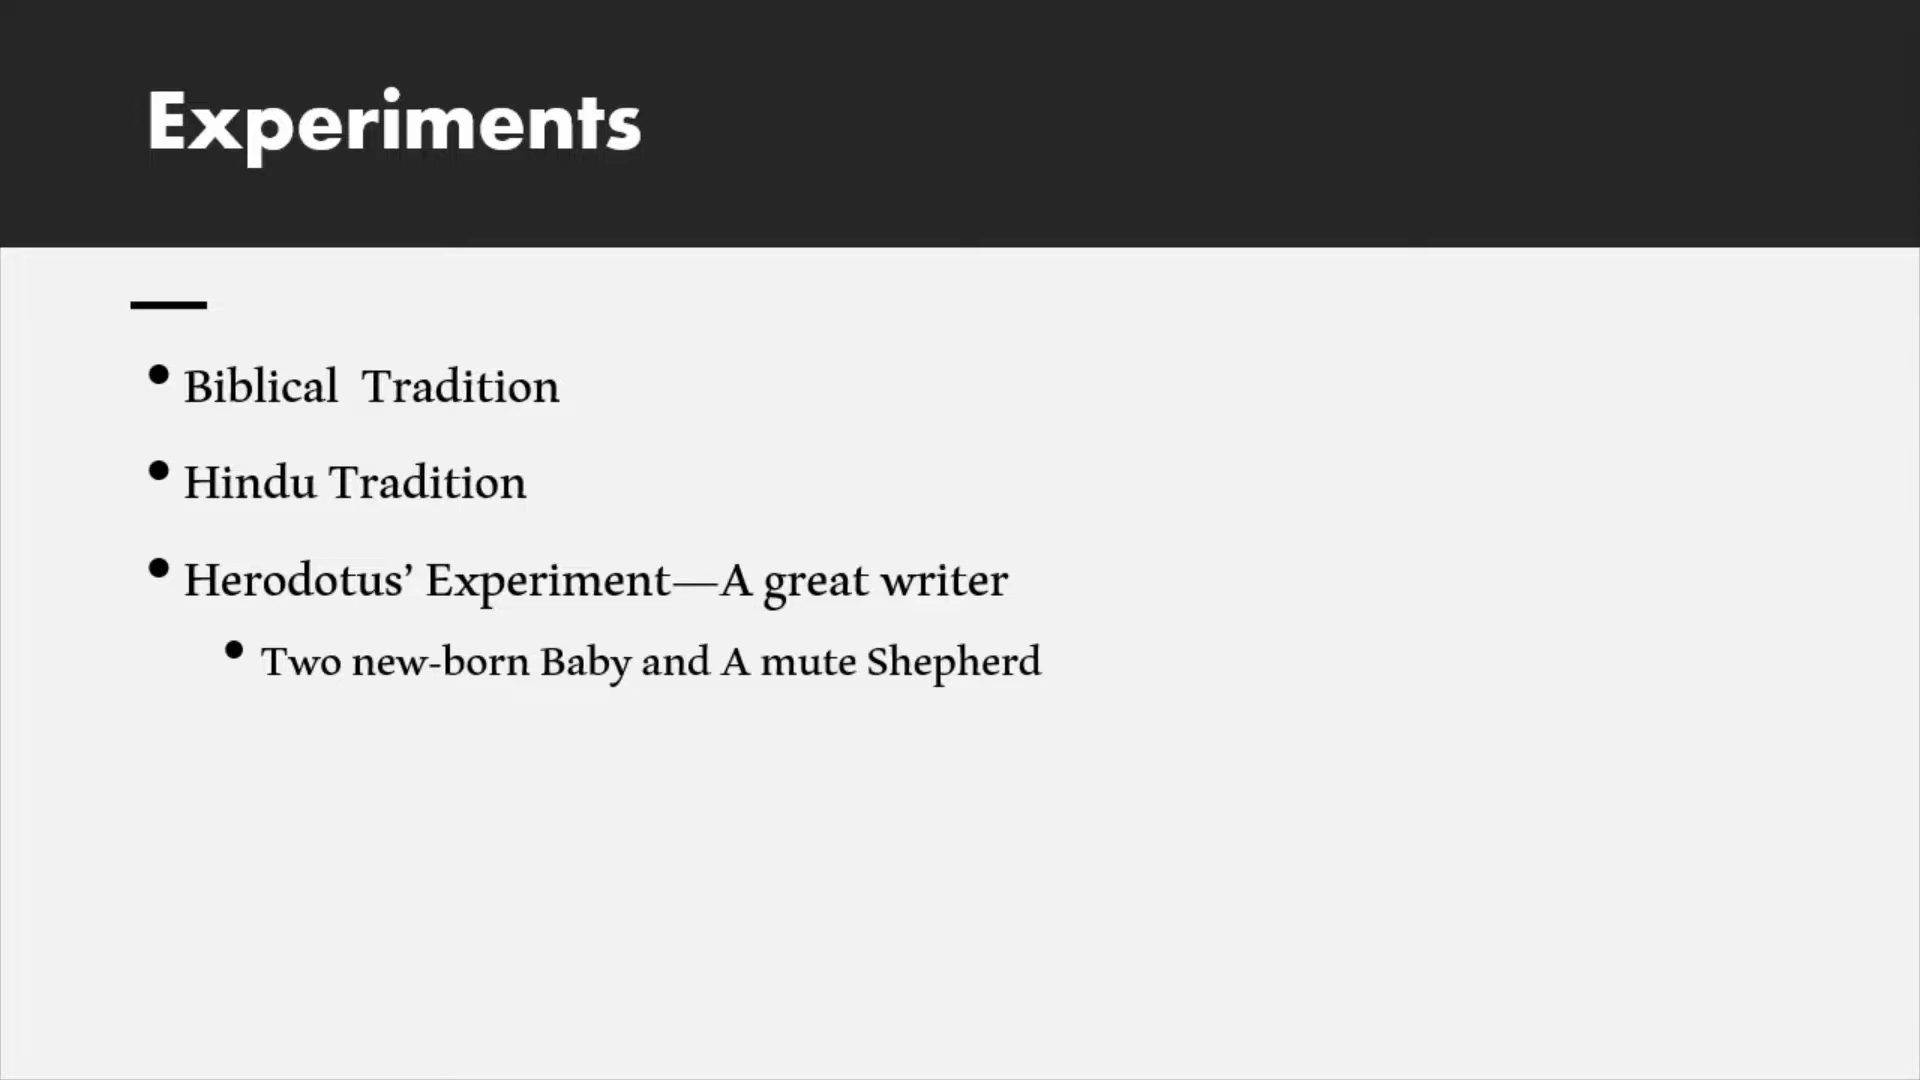 Experiments
• Biblical  Tradition
• Hindu Tradition
• Herodotus’ Experiment—A great writer
• Two new-born Baby and A mute Shepherd